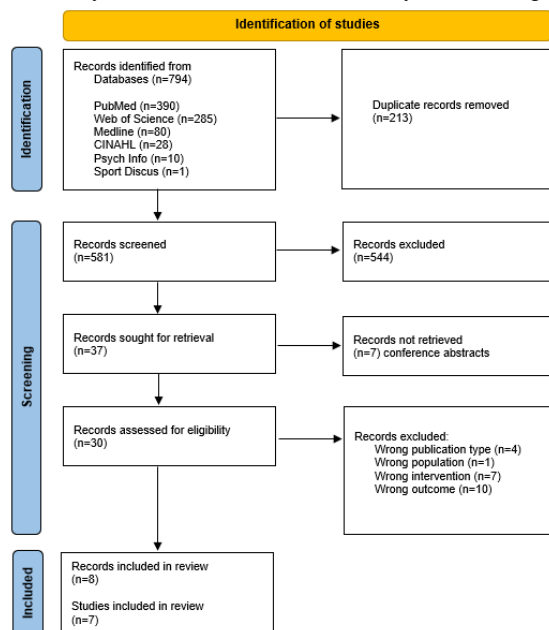 Identification of studies
Identification
Records identified from
Databases (n=794)
PubMed (n=390)
Web of Science (n=285)
Medline (n=80)
CINAHL (n=28)
Psych Info (n=10)
Sport Discus (n=1)
Duplicate records removed
(n=213)
Screening
Records screened
(n=581)
Records excluded
(n=544)
Records sought for retrieval
(n=37)
Records not retrieved
(n=7) conference abstracts
Records assessed for eligibility
(n=30)
Records excluded:
Wrong publication type (n=4)
Wrong population (n=1)
Wrong intervention (n=7)
Wrong outcome (n=10)
Included
Records included in review
(n=8)
Studies included in review
(n=7)